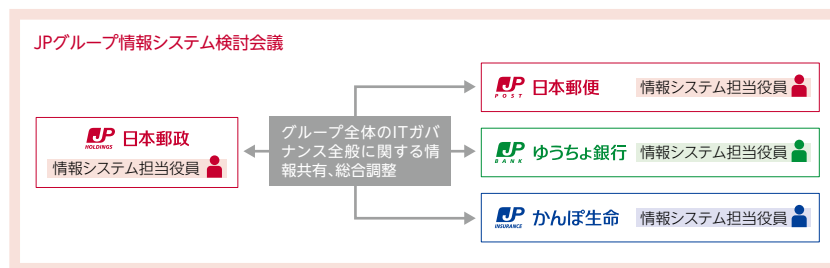 JPグループ情報システム検討会議
JP HOLDINGS 日本郵政
情報システム担当役員
グループ全体のITガバ
ナンス全般に関する情
報共有、総合調整
JP POST 日本郵便 情報システム担当役員
JP BANK ゆうちょ銀行 情報システム担当役員
JP INSURANCE かんぽ生命 情報システム担当役員